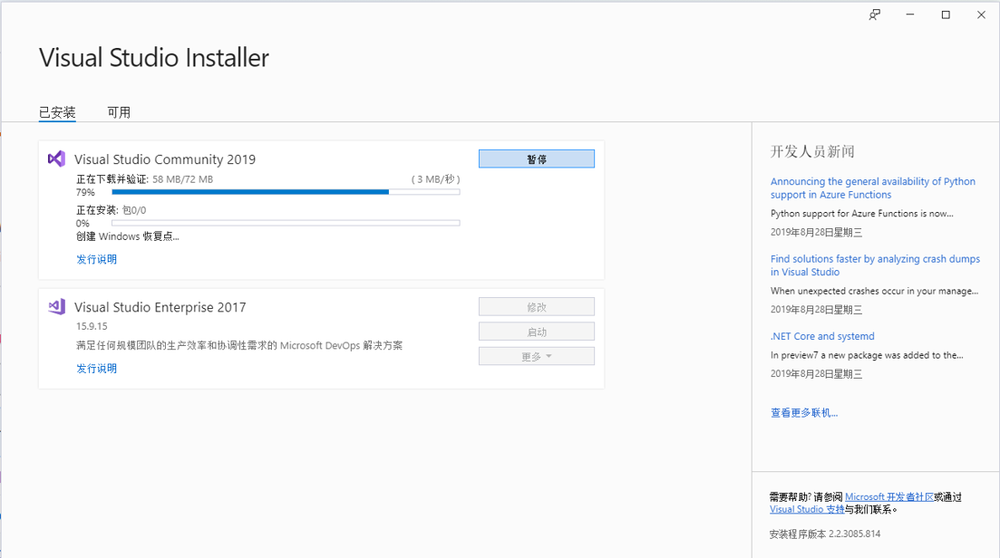 Visual Studio Installer
已安装 可用
Visual Studio Community 2019
暂停
正在下载并验证: 58 MB/72 MB ( 3 MB/秒 )
79%
正在安装: 包0/0
0%
创建 Windows 恢复点...
发行说明
Visual Studio Enterprise 2017
15.9.15
满足任何规模团队的生产效率和协调性需求的 Microsoft DevOps 解决方案
发行说明
修改
启动
更多
开发人员新闻
Announcing the general availability of Python
support in Azure Functions
Python support for Azure Functions is now...
2019年8月28日星期三
Find solutions faster by analyzing crash dumps
in Visual Studio
When unexpected crashes occur in your manage...
2019年8月28日星期三
.NET Core and systemd
In preview7 a new package was added to the...
2019年8月28日星期三
查看更多联机...
需要帮助? 请参阅 Microsoft 开发者社区或通过
Visual Studio 支持与我们联系。
安装程序版本 2.2.3085.814